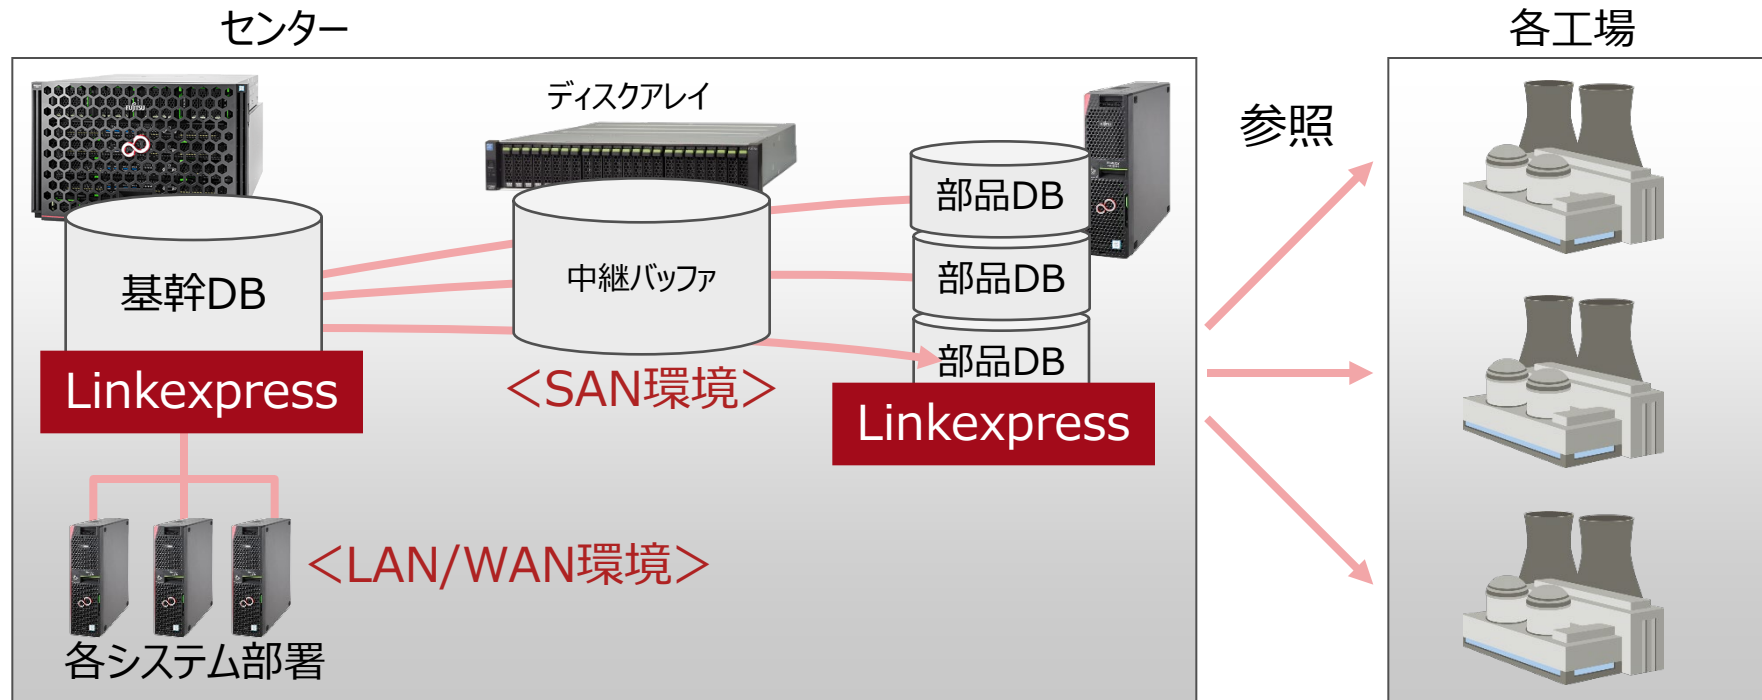 センター
各工場
ディスクアレイ
FUJITSU
参照
基幹DB
中継バッファ
部品DB
部品DB
部品DB
Linkexpress
＜SAN環境＞
Linkexpress
＜LAN/WAN環境＞
各システム部署